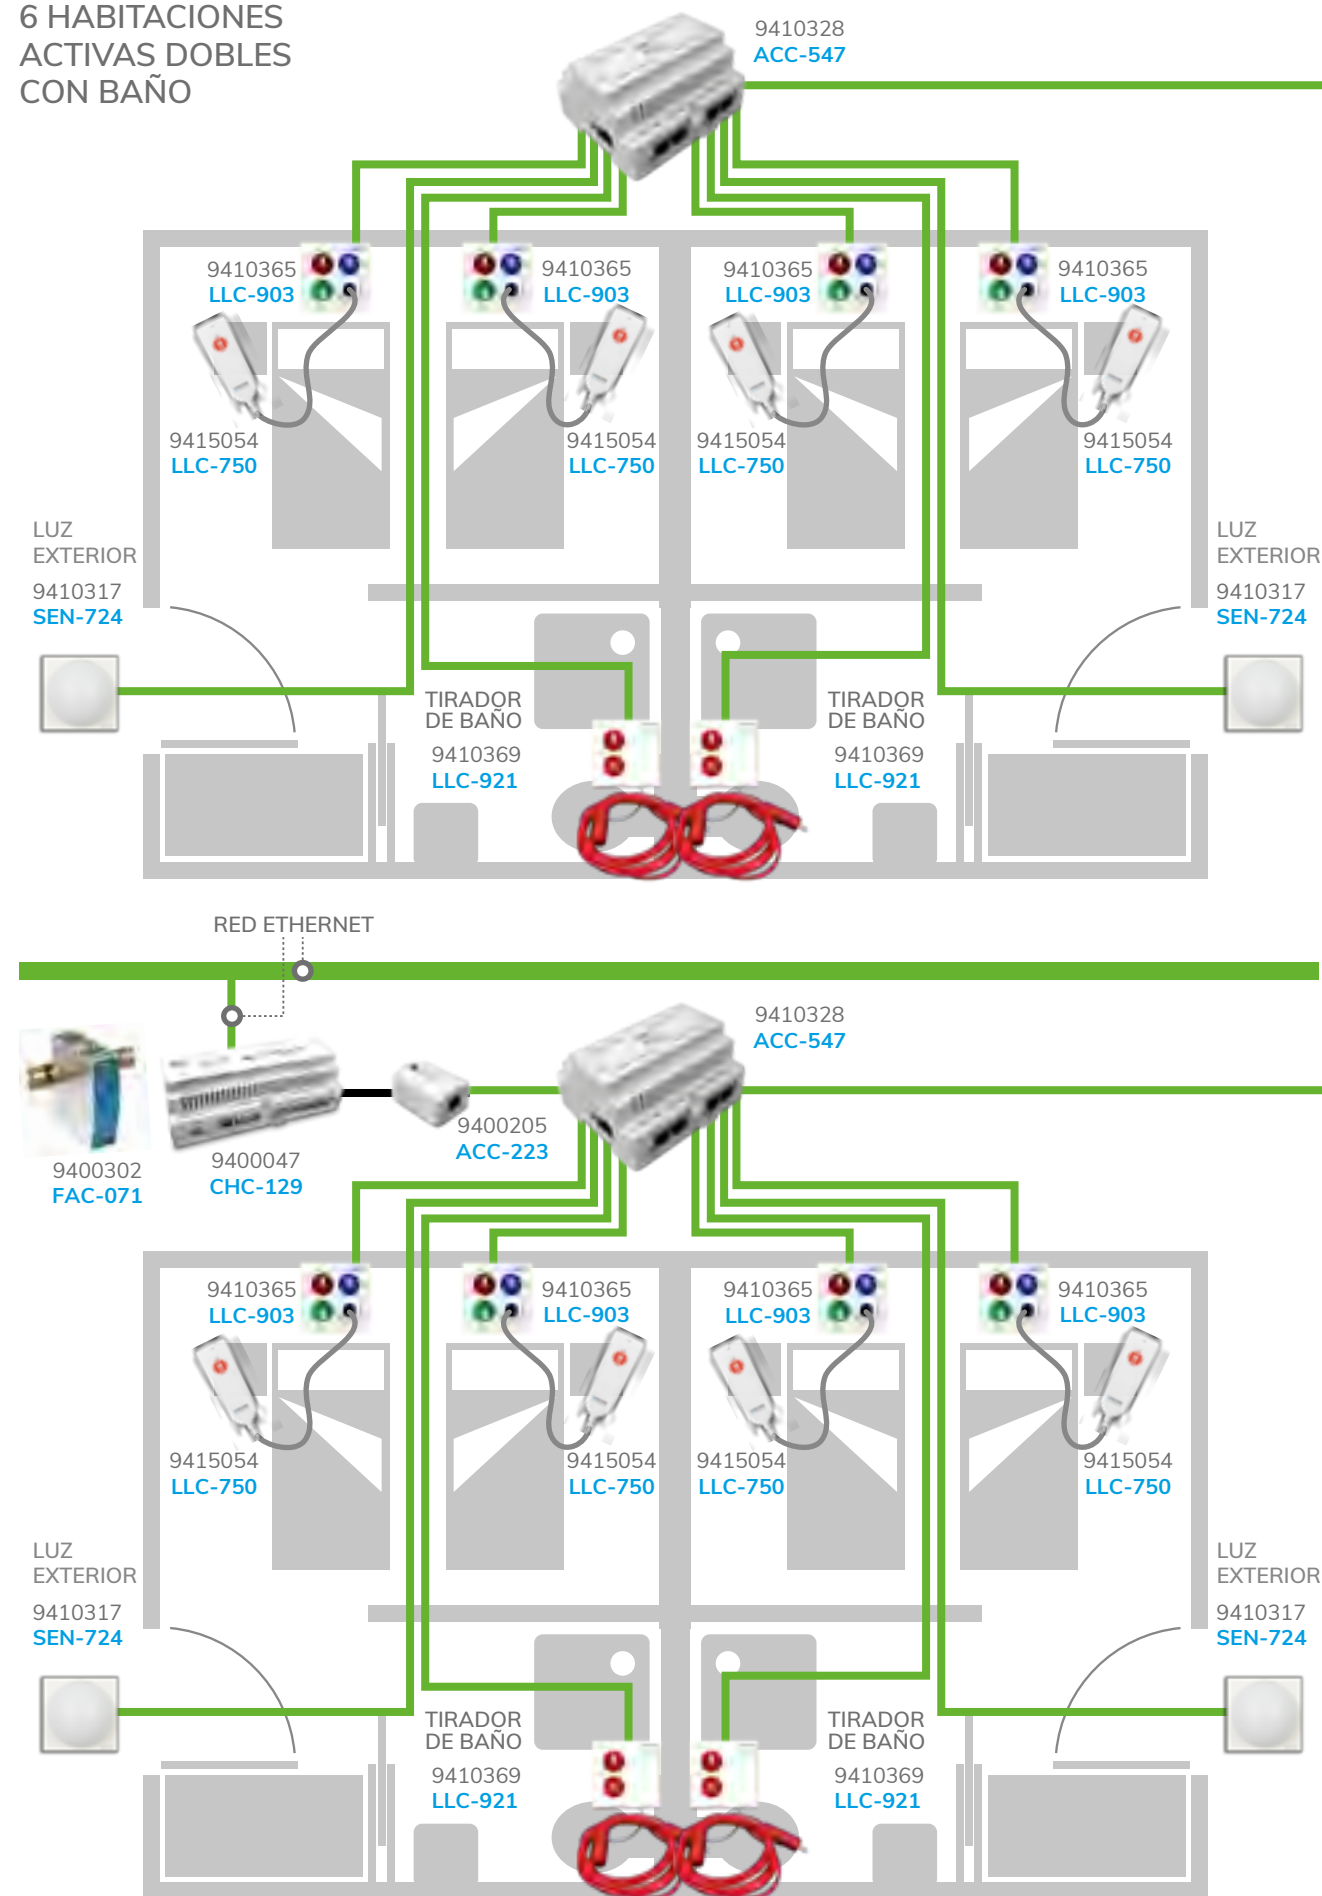 6 HABITACIONES
ACTIVAS DOBLES
CON BAÑO
9410328
ACC-547
9410365
LLC-903
9410365
LLC-903
9410365
LLC-903
9410365
LLC-903
9415054
LLC-750
9415054
LLC-750
9415054
LLC-750
9415054
LLC-750
LUZ
EXTERIOR
9410317
SEN-724
LUZ
EXTERIOR
9410317
SEN-724
TIRADOR
DE BAÑO
9410369
LLC-921
TIRADOR
DE BAÑO
9410369
LLC-921
RED ETHERNET
9410328
ACC-547
9400205
ACC-223
9400302
FAC-071
9400047
CHC-129
9410365
LLC-903
9410365
LLC-903
9410365
LLC-903
9410365
LLC-903
9415054
LLC-750
9415054
LLC-750
9415054
LLC-750
9415054
LLC-750
LUZ
EXTERIOR
9410317
SEN-724
LUZ
EXTERIOR
9410317
SEN-724
TIRADOR
DE BAÑO
9410369
LLC-921
TIRADOR
DE BAÑO
9410369
LLC-921